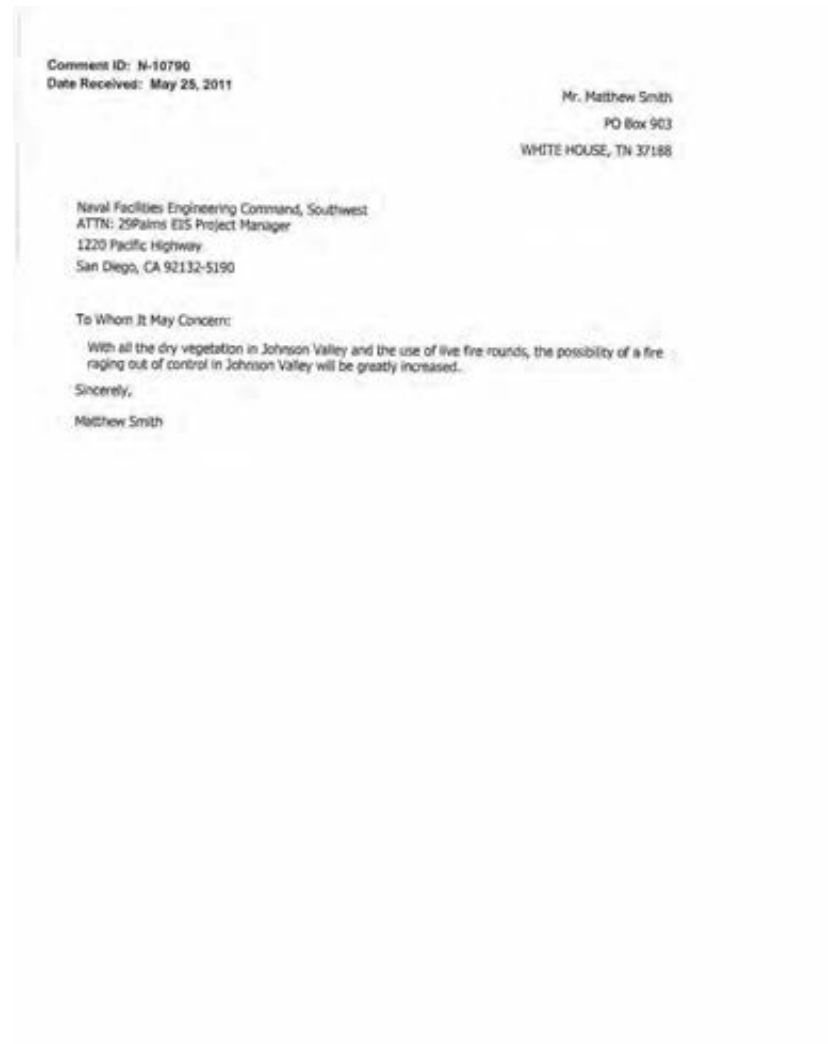 Comment ID: N-10790
Date Received: May 25, 2011
Mr. Matthew Smith
PO Box 903
WHITE HOUSE, TN 37188
Naval Facilities Engineering Command, Southwest
ATTN: 29Palms EIS Project Manager
1220 Pacific Highway
San Diego, CA 92132-5190
To Whom It May Concern:
With all the dry vegetation in Johnson Valley and the use of live fire rounds, the possibility of a fire
raging out of control in Johnson Valley will be greatly increased.
Sincerely,
Matthew Smith